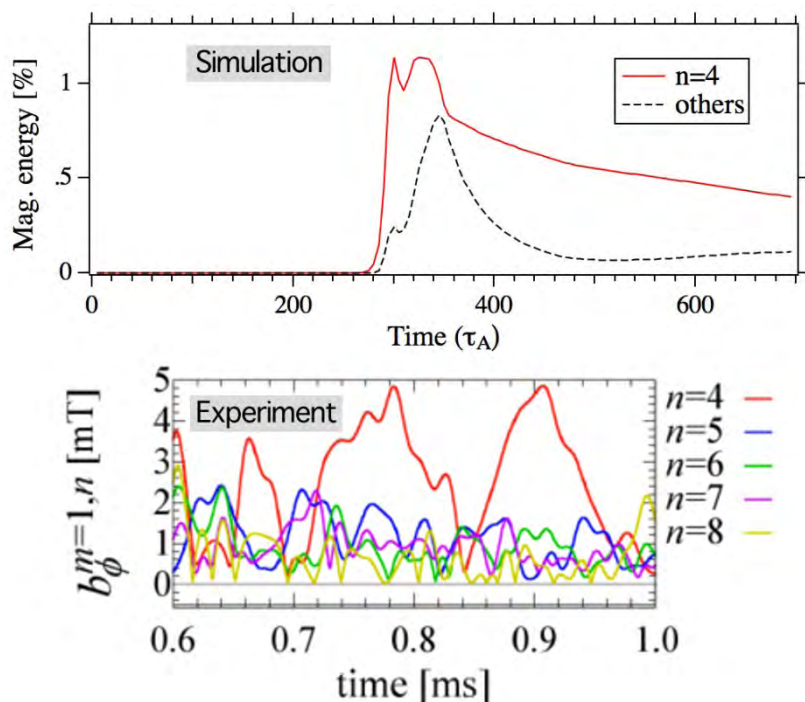 Simulation
n=4
others
Mag. energy [%]
1
.5
0
0
200
400
600
Time (τA)
Experiment
n=4
n=5
n=6
n=7
n=8
bϕm=1,n [mT]
5
4
3
2
1
0
0.6
0.7
0.8
0.9
1.0
time [ms]